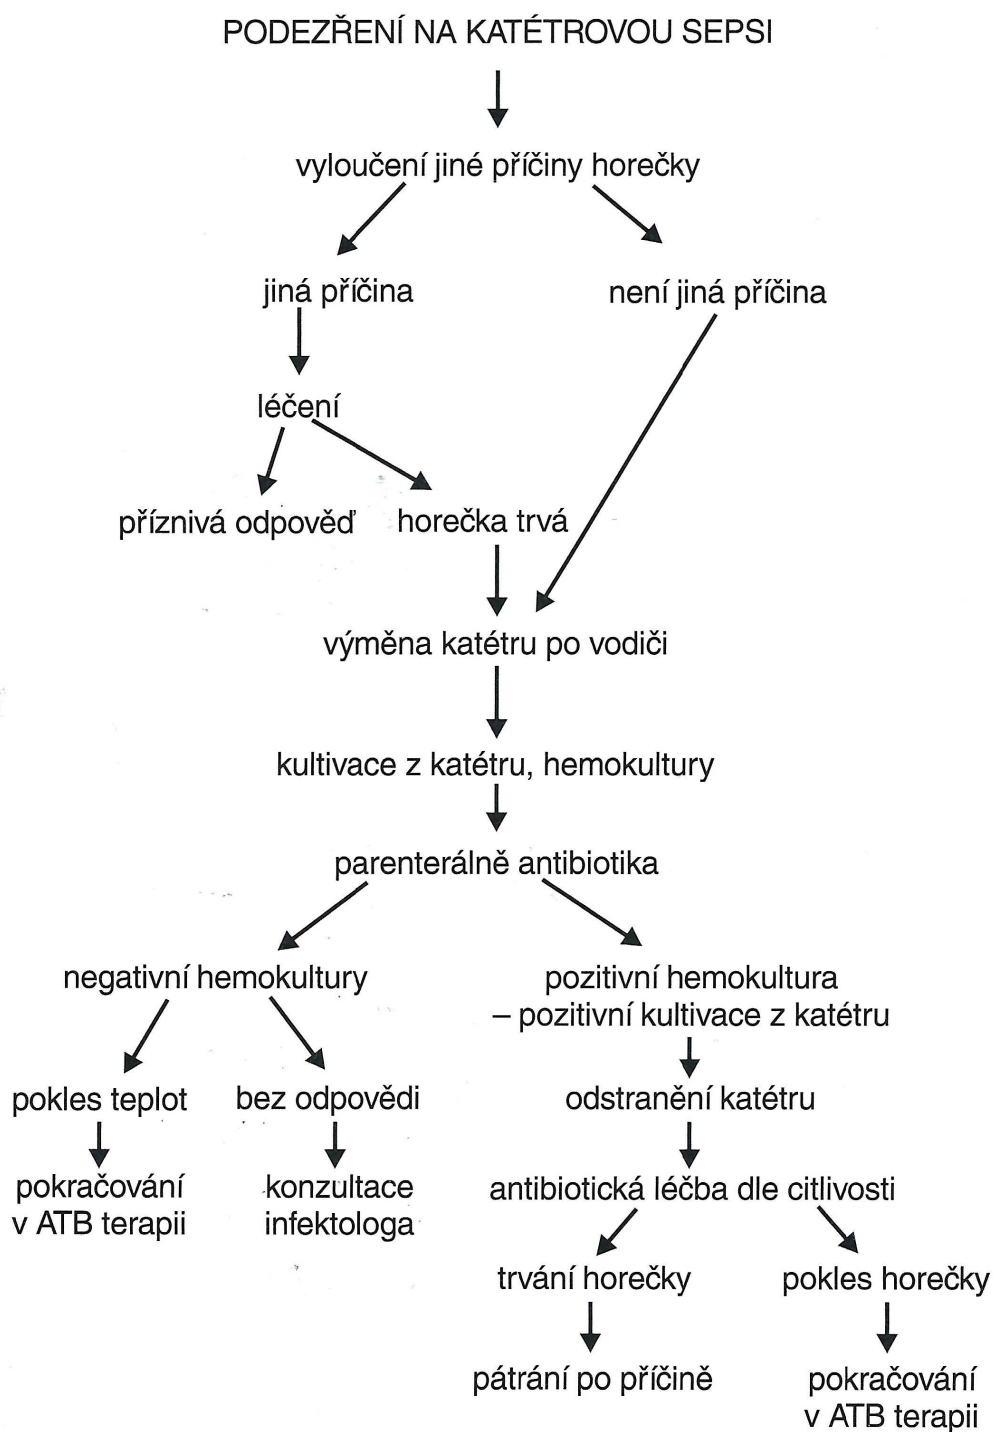 PODEZŘENÍ NA KATÉTROVOU SEPSI
vyloučení jiné příčiny horečky
jiná příčina
není jiná příčina
léčení
příznivá odpověď
horečka trvá
výměna katétru po vodiči
kultivace z katétru, hemokultury
parenterálně antibiotika
negativní hemokultury
pozitivní hemokultura
– pozitivní kultivace z katétru
pokles teplot
bez odpovědi
odstranění katétru
pokračování
v ATB terapii
konzultace
infektologa
antibiotická léčba dle citlivosti
trvání horečky
pokles horečky
pátrání po příčině
pokračování
v ATB terapii